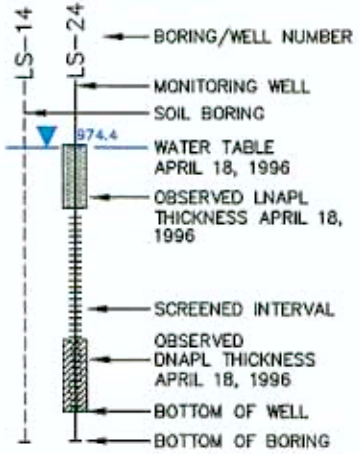 LS-14
LS-24
BORING/WELL NUMBER
MONITORING WELL
SOIL BORING
974.4
WATER TABLE
APRIL 18, 1996
OBSERVED LNAPL
THICKNESS APRIL 18,
1996
SCREENED INTERVAL
OBSERVED
DNAPL THICKNESS
APRIL 18, 1996
BOTTOM OF WELL
BOTTOM OF BORING